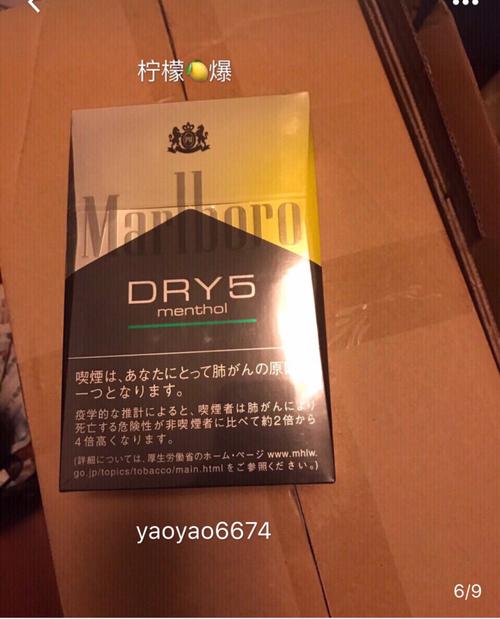 柠檬🍋爆
Marlboro
DRY5
menthol
喫煙は、あなたにとって肺がんの原
一つとなります。
疫学的な推計によると、喫煙者は肺がんにより
死亡する危険性が非喫煙者に比べて約2倍から
4倍高くなります。
(詳細については、厚生労働省のホーム・ページ www.mhlw.
go.jp/topics/tobacco/main.html をご参照ください。)
yaoyao6674
6/9